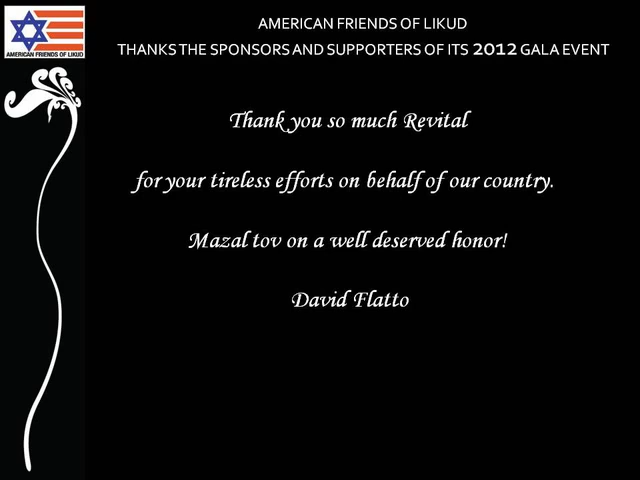 AMERICAN FRIENDS OF LIKUD
AMERICAN FRIENDS OF LIKUD
THANKS THE SPONSORS AND SUPPORTERS OF ITS 2012 GALA EVENT
Thank you so much Revital
for your tireless efforts on behalf of our country.
Mazal tov on a well deserved honor!
David Flatto